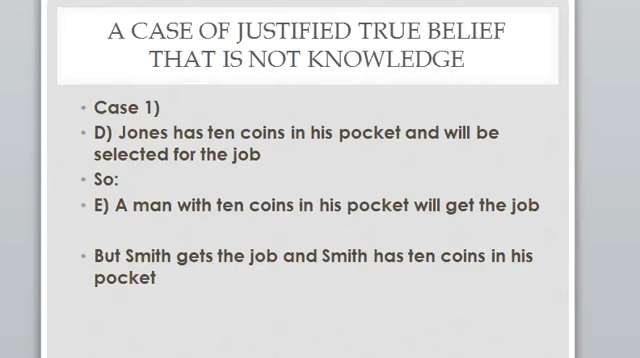 A CASE OF JUSTIFIED TRUE BELIEF
THAT IS NOT KNOWLEDGE
• Case 1)
• D) Jones has ten coins in his pocket and will be
selected for the job
• So:
• E) A man with ten coins in his pocket will get the job
• But Smith gets the job and Smith has ten coins in his
pocket